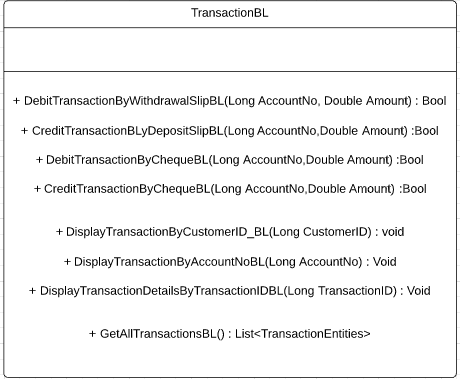 TransactionBL
+ DebitTransactionByWithdrawalSlipBL(Long AccountNo, Double Amount) : Bool
+ CreditTransactionBLyDepositSlipBL(Long AccountNo,Double Amount) :Bool
+ DebitTransactionByChequeBL(Long AccountNo,Double Amount) :Bool
+ CreditTransactionByChequeBL(Long AccountNo,Double Amount) :Bool
+ DisplayTransactionByCustomerID_BL(Long CustomerID) : void
+ DisplayTransactionByAccountNoBL(Long AccountNo) : Void
+ DisplayTransactionDetailsByTransactionIDBL(Long TransactionID) : Void
+ GetAllTransactionsBL() : List<TransactionEntities>